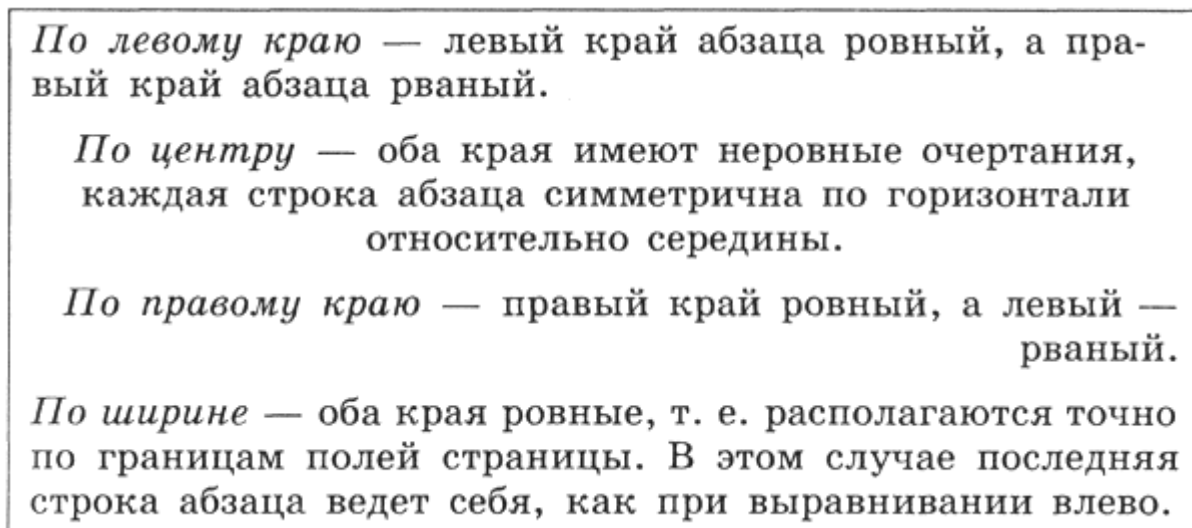 По левому краю — левый край абзаца ровный, а пра-
вый край абзаца рваный.
По центру — оба края имеют неровные очертания,
каждая строка абзаца симметрична по горизонтали
относительно середины.
По правому краю — правый край ровный, а левый —
рваный.
По ширине — оба края ровные, т. е. располагаются точно
по границам полей страницы. В этом случае последняя
строка абзаца ведет себя, как при выравнивании влево.